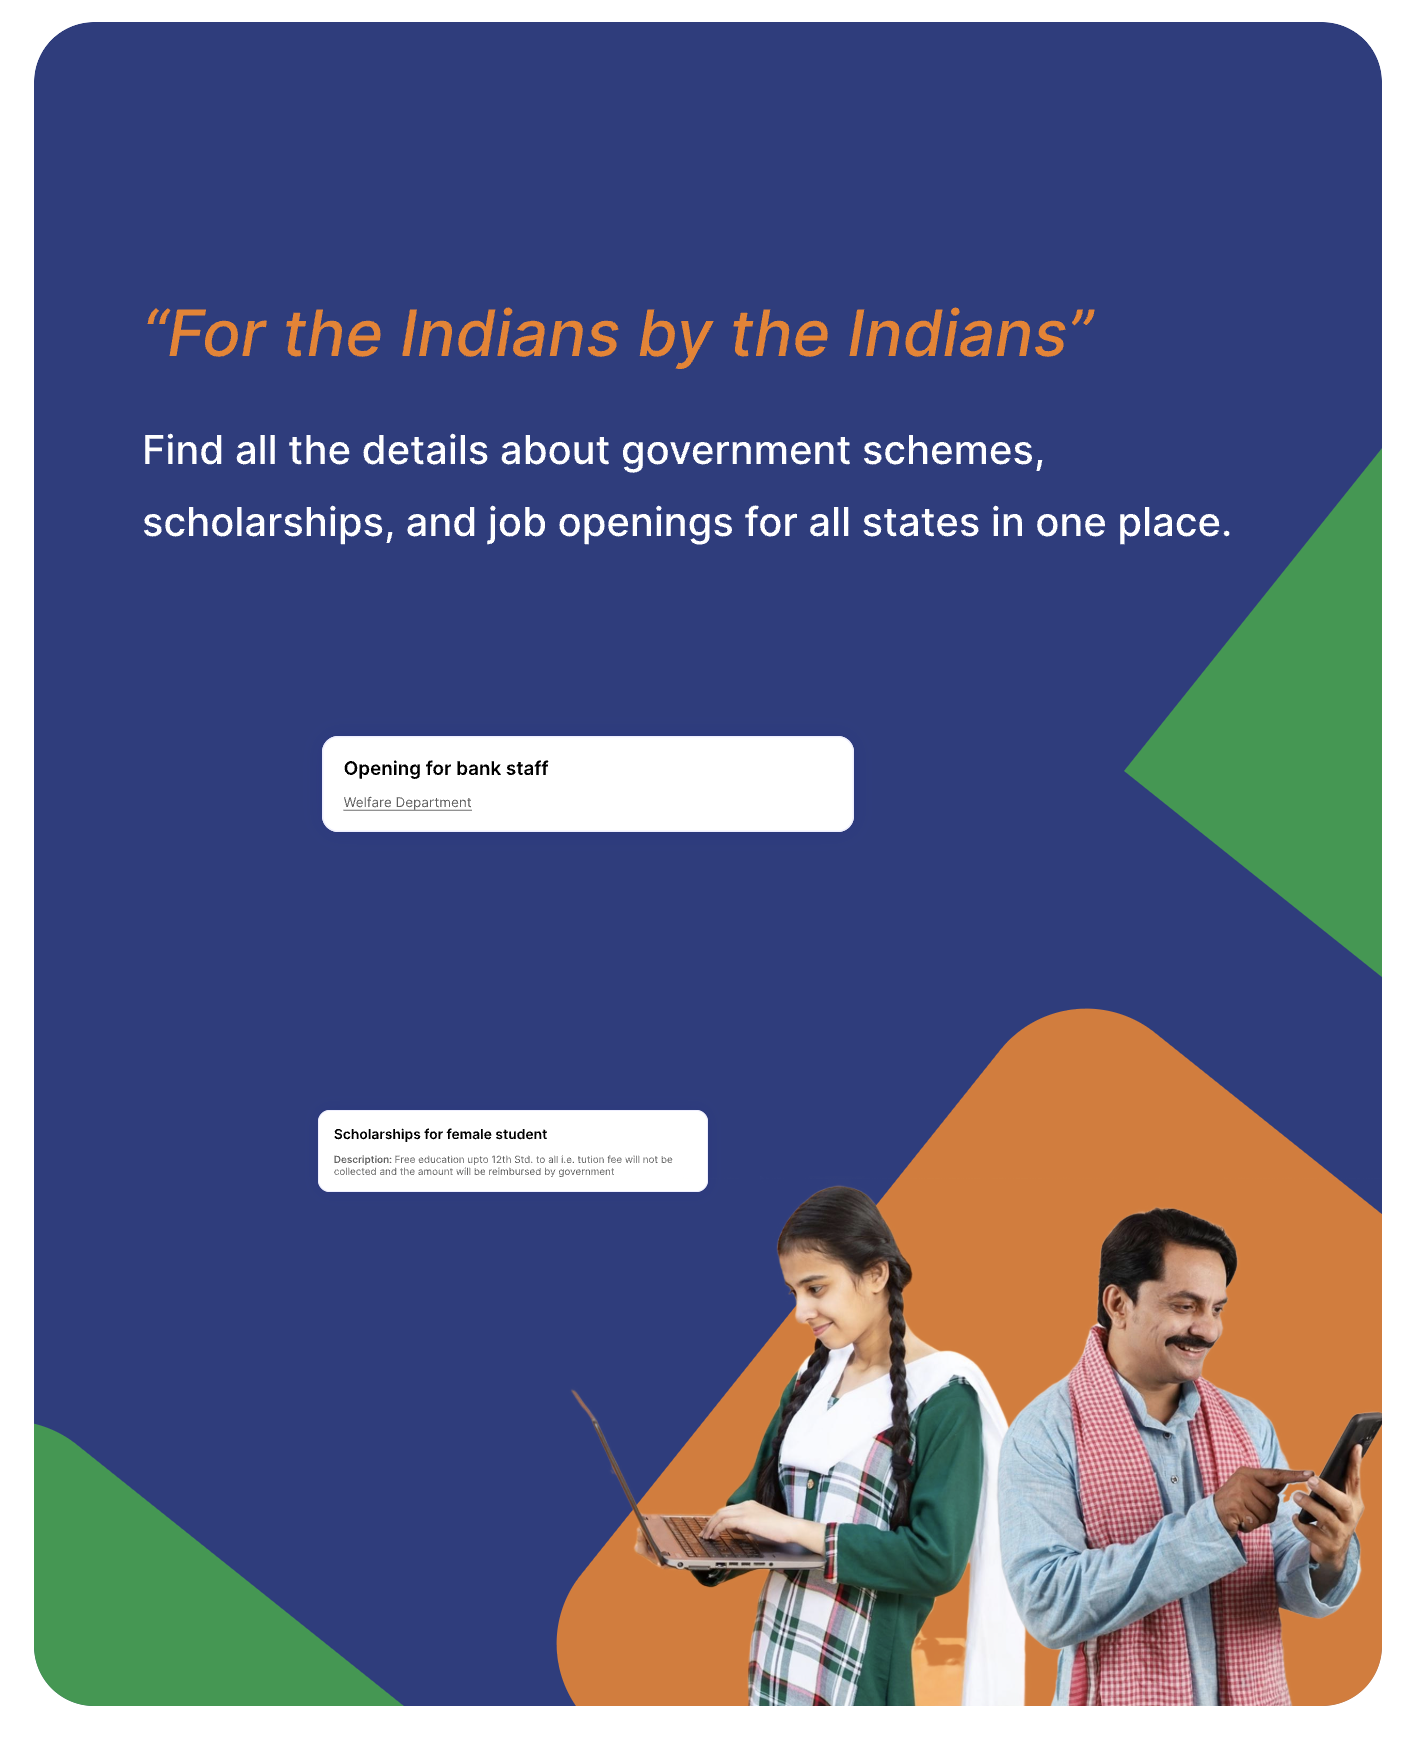 “For the Indians by the Indians”
Find all the details about government schemes,
scholarships, and job openings for all states in one place.
Opening for bank staff
Welfare Department
Scholarships for female student
Description: Free education upto 12th Std. to all i.e. tution fee will not be
collected and the amount will be reimbursed by government